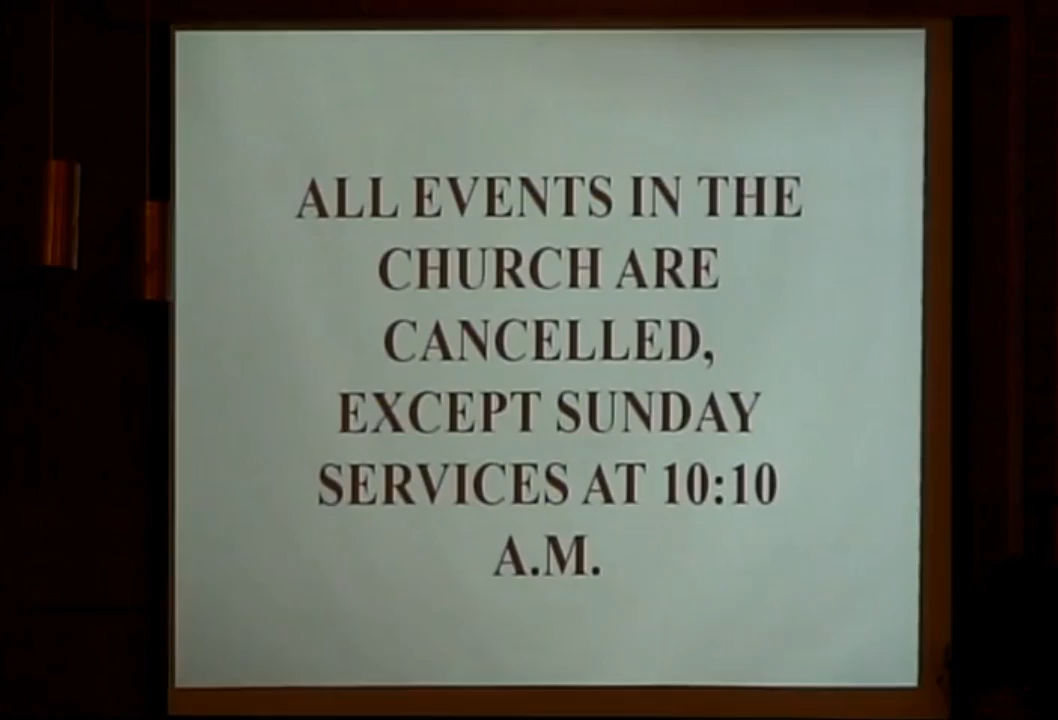 ALL EVENTS IN THE
CHURCH ARE
CANCELLED,
EXCEPT SUNDAY
SERVICES AT 10:10
A.M.